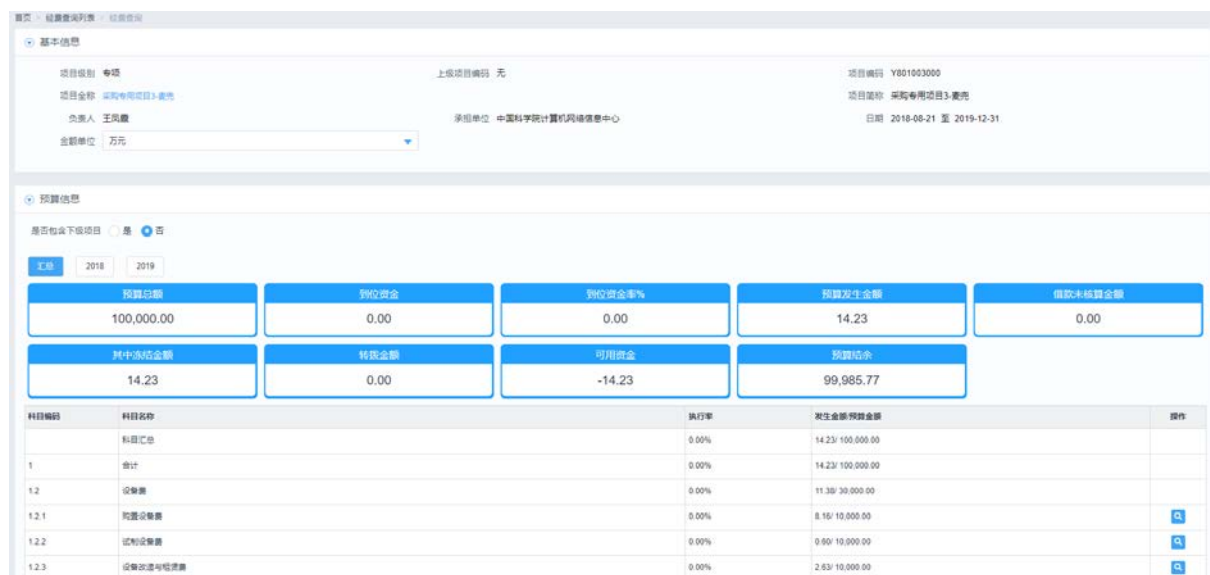 首页 > 经费查询列表 > 经费查询
基本信息
项目级别 专项 上级项目编码 无 项目编码 Y801003000
项目全称 采购专用项目3-麦兜 项目简称 采购专用项目3-麦兜
负责人 王凤霞 承担单位 中国科学院计算机网络信息中心 日期 2018-08-21 至 2019-12-31
金额单位 万元
预算信息
是否包含下级项目 是 否
汇总 2018 2019
预算总额 到位资金 到位资金率% 预算发生金额 借款未核算金额
100,000.00 0.00 0.00 14.23 0.00
其中冻结金额 转拨金额 可用资金 预算结余
14.23 0.00 -14.23 99,985.77
科目编码 科目名称 执行率 发生金额/预算金额 操作
科目汇总 0.00% 14.23/ 100,000.00
1 合计 0.00% 14.23/ 100,000.00
1.2 设备费 0.00% 11.38/ 30,000.00
1.2.1 购置设备费 0.00% 8.16/ 10,000.00
1.2.2 试制设备费 0.00% 0.60/ 10,000.00
1.2.3 设备改造与租赁费 0.00% 2.63/ 10,000.00